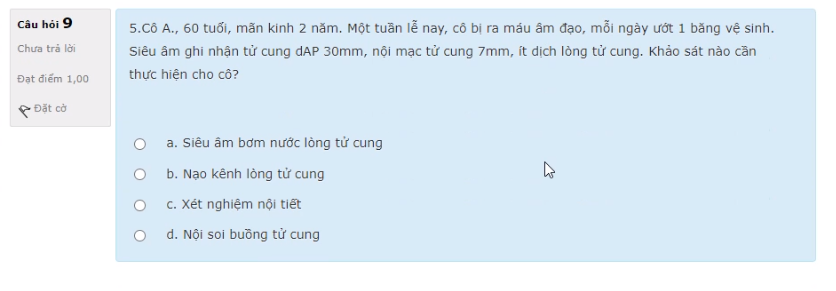 Câu hỏi 9
Chưa trả lời
Đạt điểm 1,00
Đặt cờ
5.Cô A., 60 tuổi, mãn kinh 2 năm. Một tuần lễ nay, cô bị ra máu âm đạo, mỗi ngày ướt 1 băng vệ sinh.
Siêu âm ghi nhận tử cung dAP 30mm, nội mạc tử cung 7mm, ít dịch lòng tử cung. Khảo sát nào cần
thực hiện cho cô?
a. Siêu âm bơm nước lòng tử cung
b. Nạo kênh lòng tử cung
c. Xét nghiệm nội tiết
d. Nội soi buồng tử cung